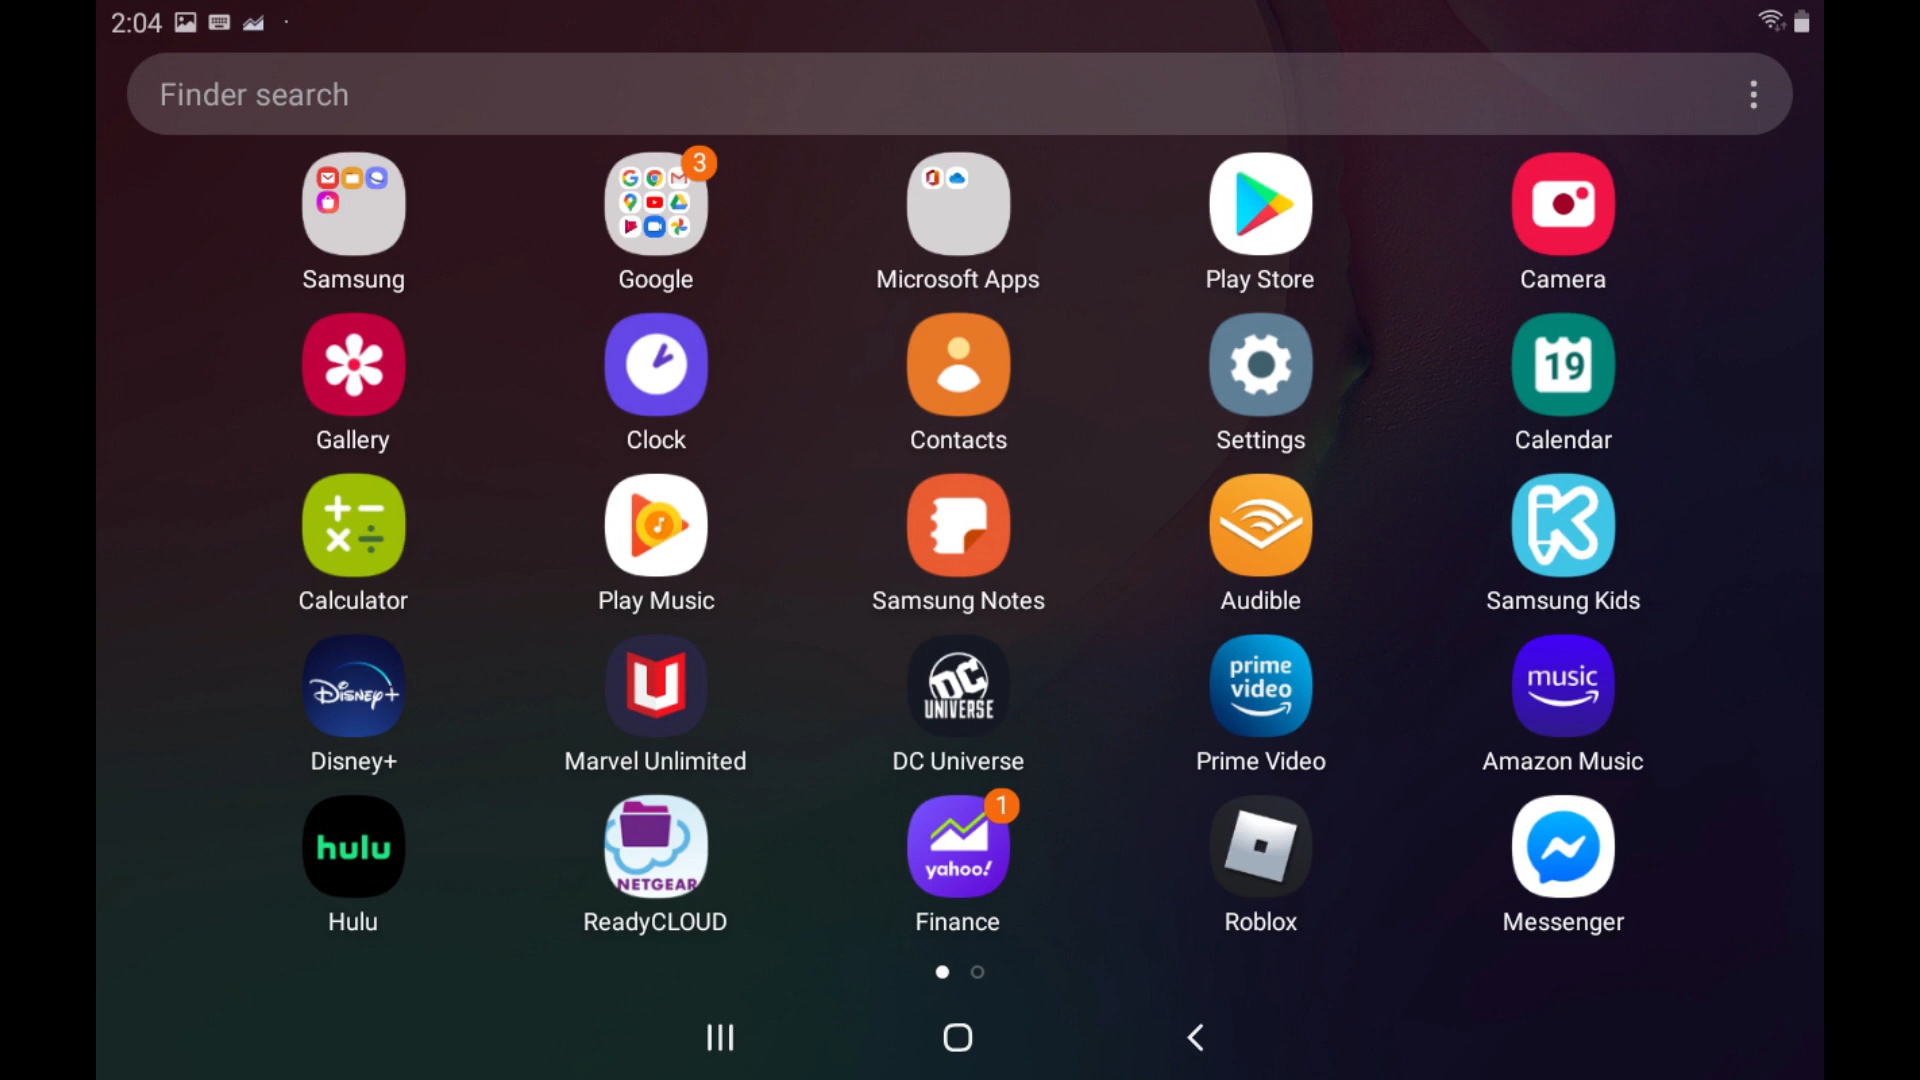 2:04
Finder search
3
Samsung
Google
Microsoft Apps
Play Store
Camera
19
Gallery
Clock
Contacts
Settings
Calendar
Calculator
Play Music
Samsung Notes
Audible
Samsung Kids
Disney+
DC
UNIVERSE
prime
video
music
Disney+
Marvel Unlimited
DC Universe
Prime Video
Amazon Music
hulu
NETGEAR
1
yahoo!
Hulu
ReadyCLOUD
Finance
Roblox
Messenger